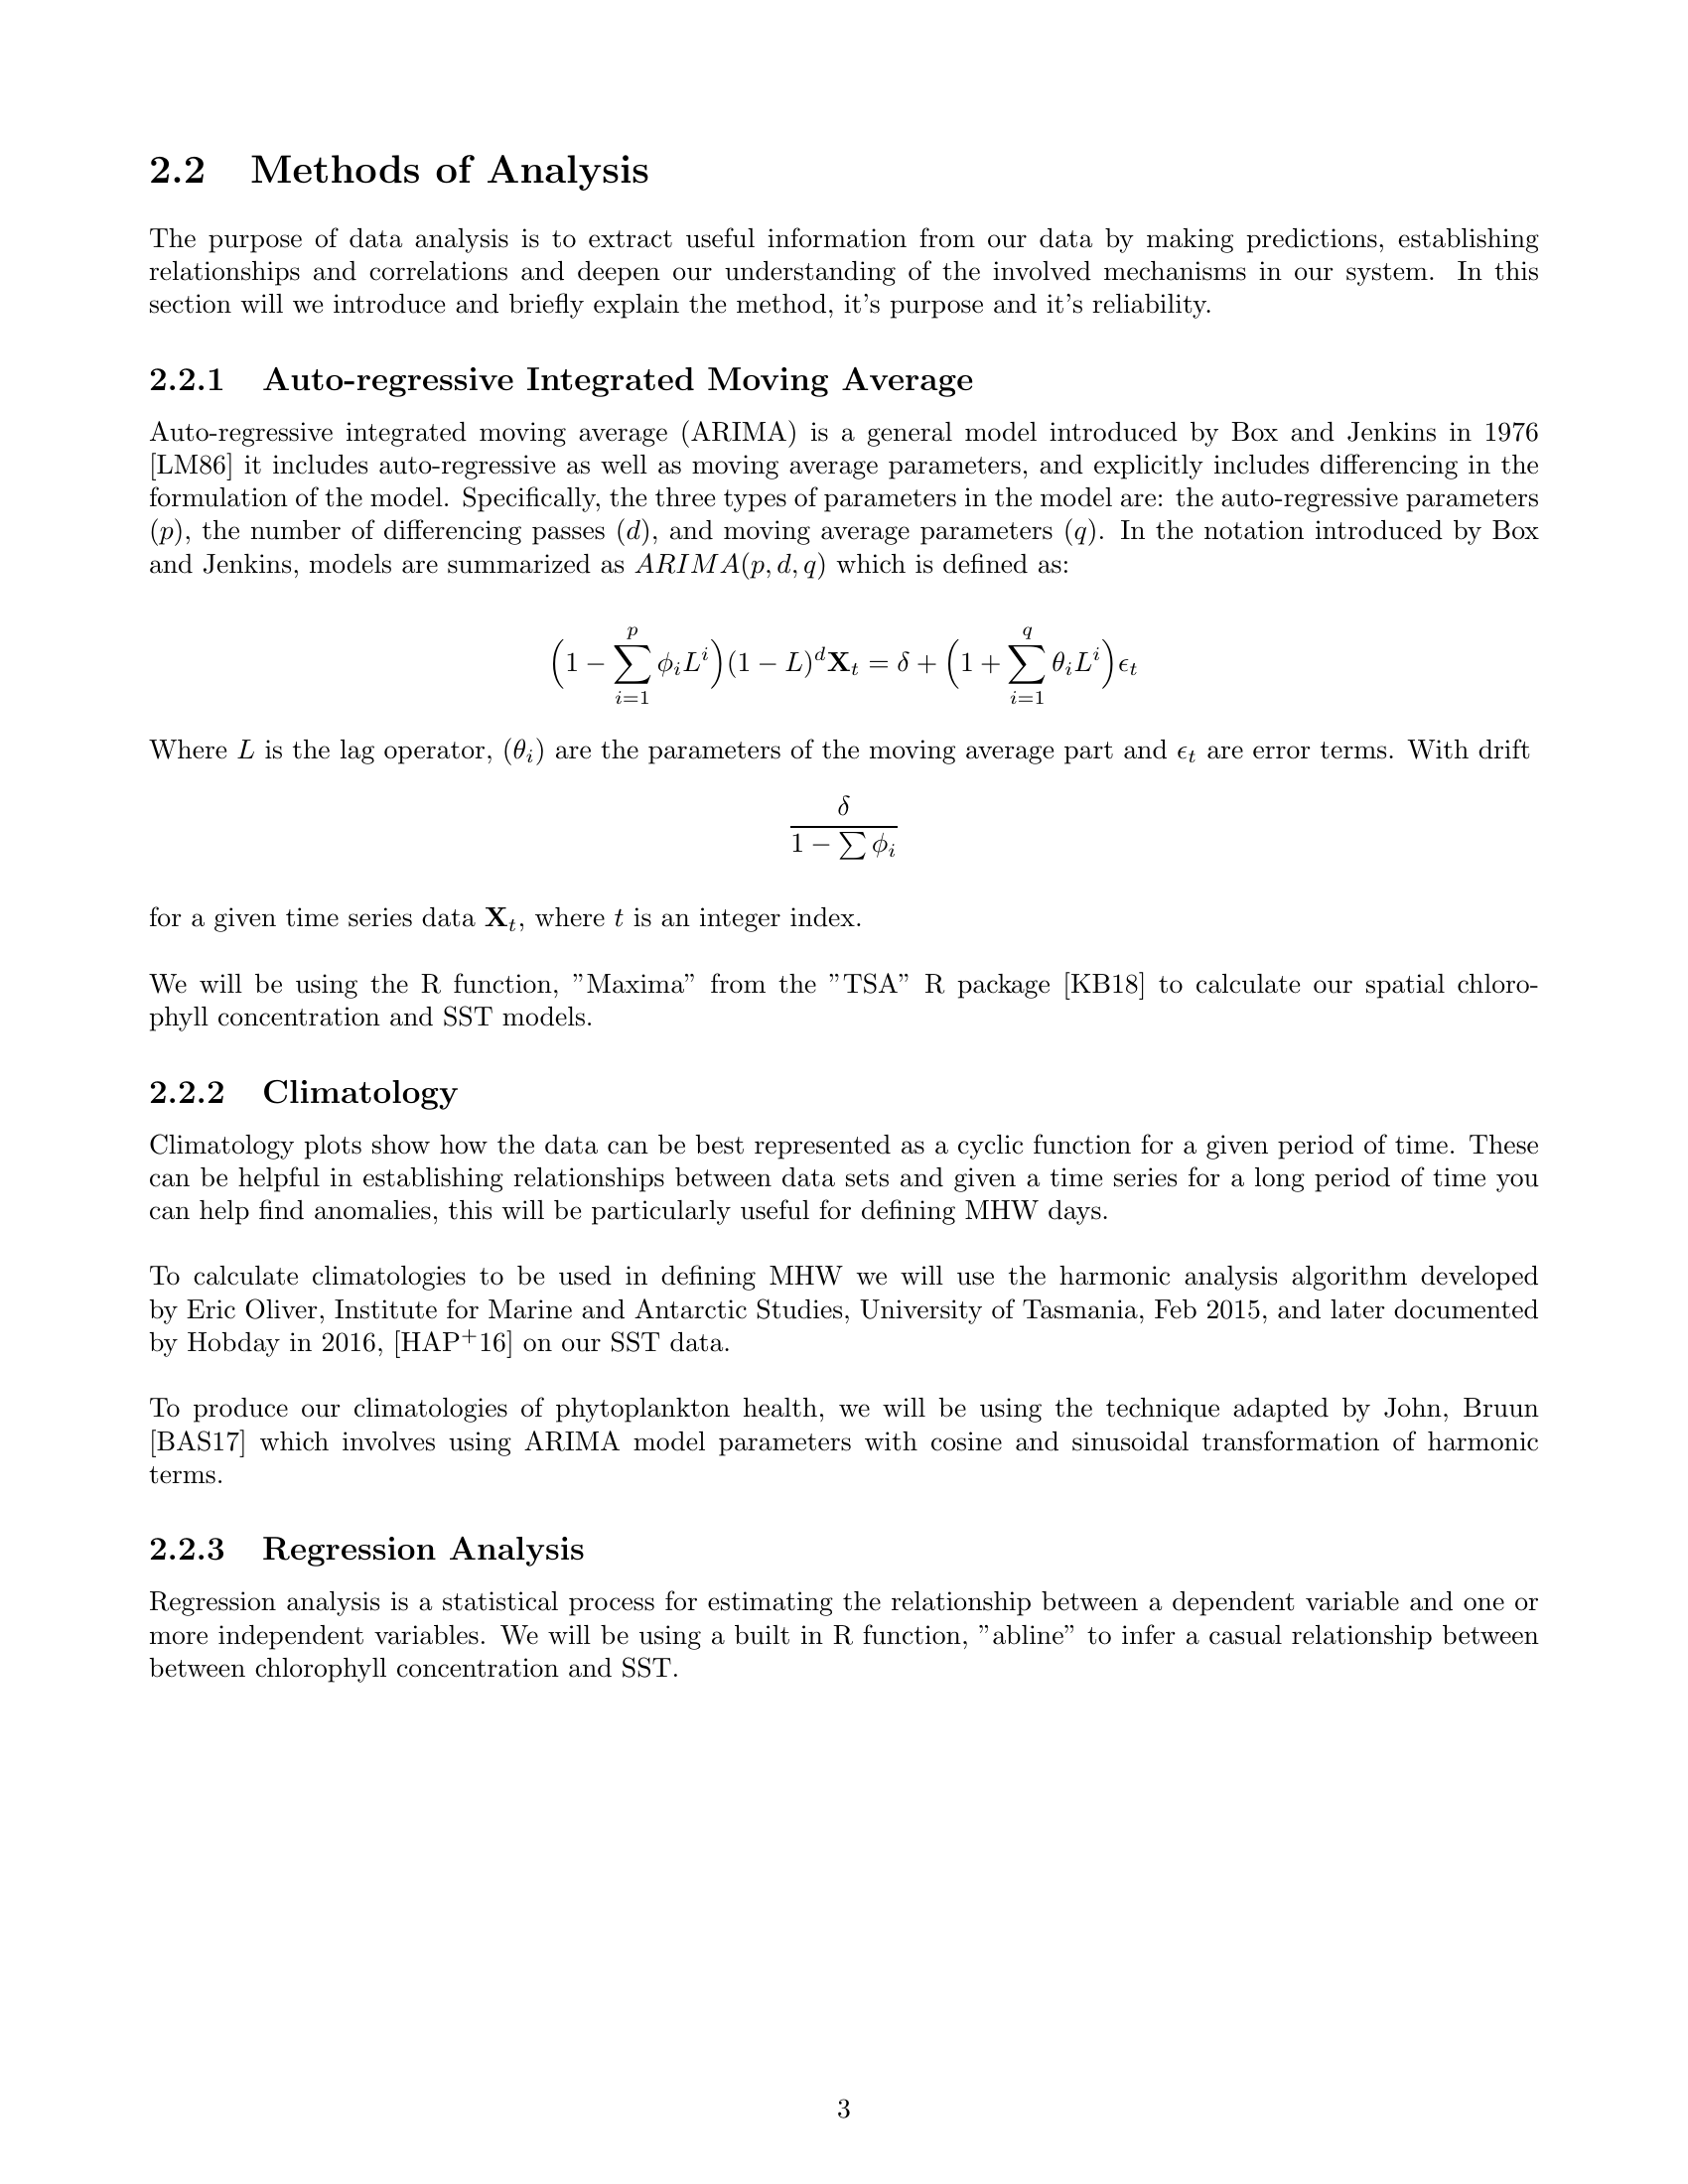 2.2 Methods of Analysis
The purpose of data analysis is to extract useful information from our data by making predictions, establishing
relationships and correlations and deepen our understanding of the involved mechanisms in our system. In this
section will we introduce and briefly explain the method, it's purpose and it's reliability.
2.2.1 Auto-regressive Integrated Moving Average
Auto-regressive integrated moving average (ARIMA) is a general model introduced by Box and Jenkins in 1976
[LM86] it includes auto-regressive as well as moving average parameters, and explicitly includes differencing in the
formulation of the model. Specifically, the three types of parameters in the model are: the auto-regressive parameters
(p), the number of differencing passes (d), and moving average parameters (q). In the notation introduced by Box
and Jenkins, models are summarized as ARIMA(p, d, q) which is defined as:
$$\left(1 - \sum_{i=1}^{p} \phi_i L^i\right)(1 - L)^d \mathbf{X}_t = \delta + \left(1 + \sum_{i=1}^{q} \theta_i L^i\right)\epsilon_t$$
Where $L$ is the lag operator, $(\theta_i)$ are the parameters of the moving average part and $\epsilon_t$ are error terms. With drift
$$\frac{\delta}{1 - \sum \phi_i}$$
for a given time series data $\mathbf{X}_t$, where $t$ is an integer index.
We will be using the R function, ”Maxima” from the ”TSA” R package [KB18] to calculate our spatial chloro-
phyll concentration and SST models.
2.2.2 Climatology
Climatology plots show how the data can be best represented as a cyclic function for a given period of time. These
can be helpful in establishing relationships between data sets and given a time series for a long period of time you
can help find anomalies, this will be particularly useful for defining MHW days.
To calculate climatologies to be used in defining MHW we will use the harmonic analysis algorithm developed
by Eric Oliver, Institute for Marine and Antarctic Studies, University of Tasmania, Feb 2015, and later documented
by Hobday in 2016, [HAP⁺16] on our SST data.
To produce our climatologies of phytoplankton health, we will be using the technique adapted by John, Bruun
[BAS17] which involves using ARIMA model parameters with cosine and sinusoidal transformation of harmonic
terms.
2.2.3 Regression Analysis
Regression analysis is a statistical process for estimating the relationship between a dependent variable and one or
more independent variables. We will be using a built in R function, ”abline” to infer a casual relationship between
between chlorophyll concentration and SST.
3